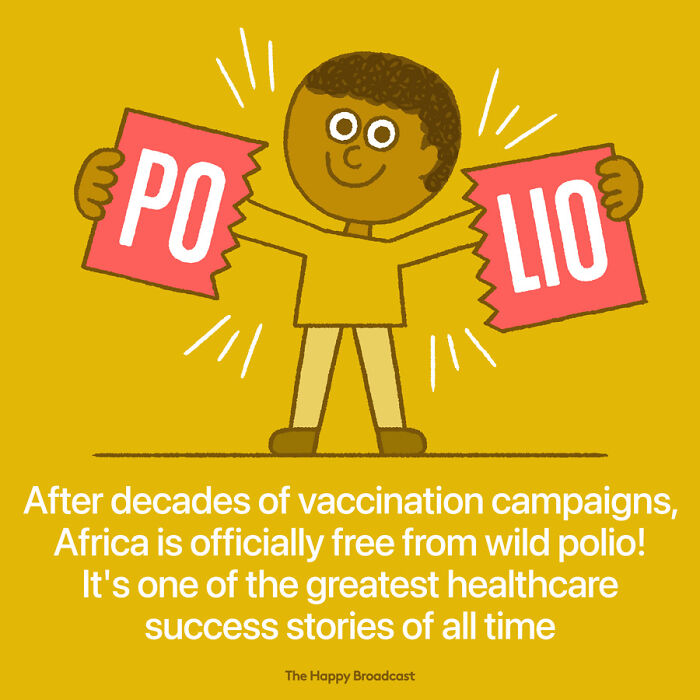 PO LIO
After decades of vaccination campaigns,
Africa is officially free from wild polio!
It's one of the greatest healthcare
success stories of all time
The Happy Broadcast